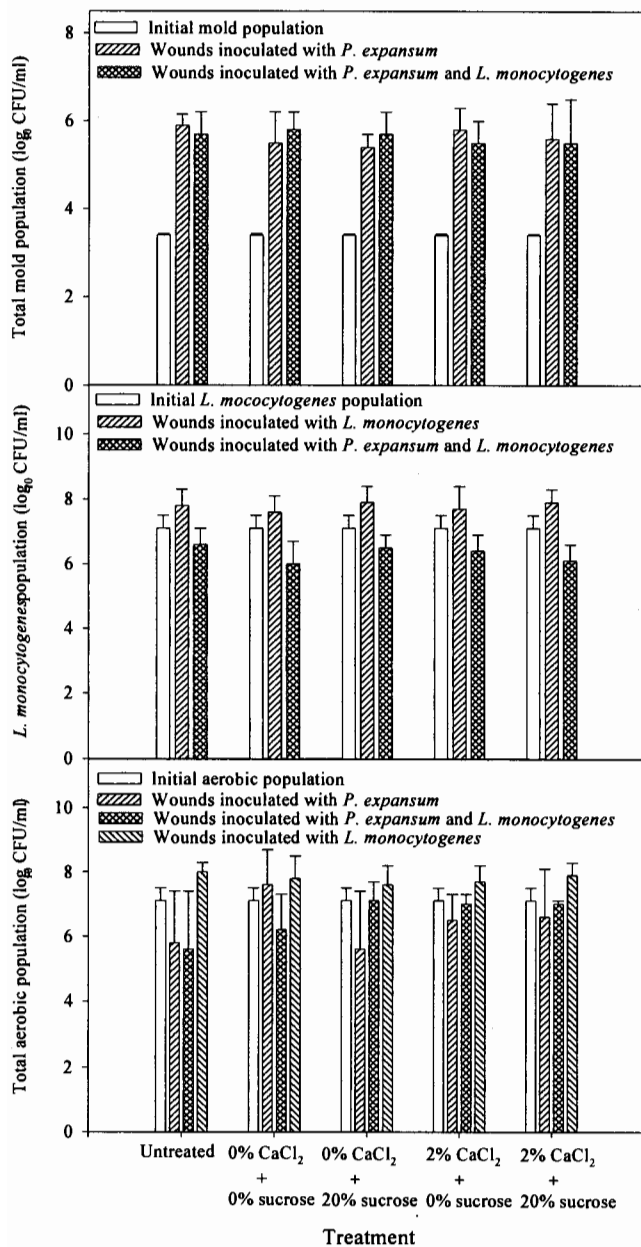 Initial mold population
Wounds inoculated with P. expansum
Wounds inoculated with P. expansum and L. monocytogenes
Total mold population (log10 CFU/ml)
8
6
4
2
0
Initial L. mococytogenes population
Wounds inoculated with L. monocytogenes
Wounds inoculated with P. expansum and L. monocytogenes
L. monocytogenes population (log10 CFU/ml)
10
8
6
4
2
0
Initial aerobic population
Wounds inoculated with P. expansum
Wounds inoculated with P. expansum and L. monocytogenes
Wounds inoculated with L. monocytogenes
Total aerobic population (log10 CFU/ml)
10
8
6
4
2
0
Untreated 0% CaCl2 0% CaCl2 2% CaCl2 2% CaCl2
+ + + +
0% sucrose 20% sucrose 0% sucrose 20% sucrose
Treatment